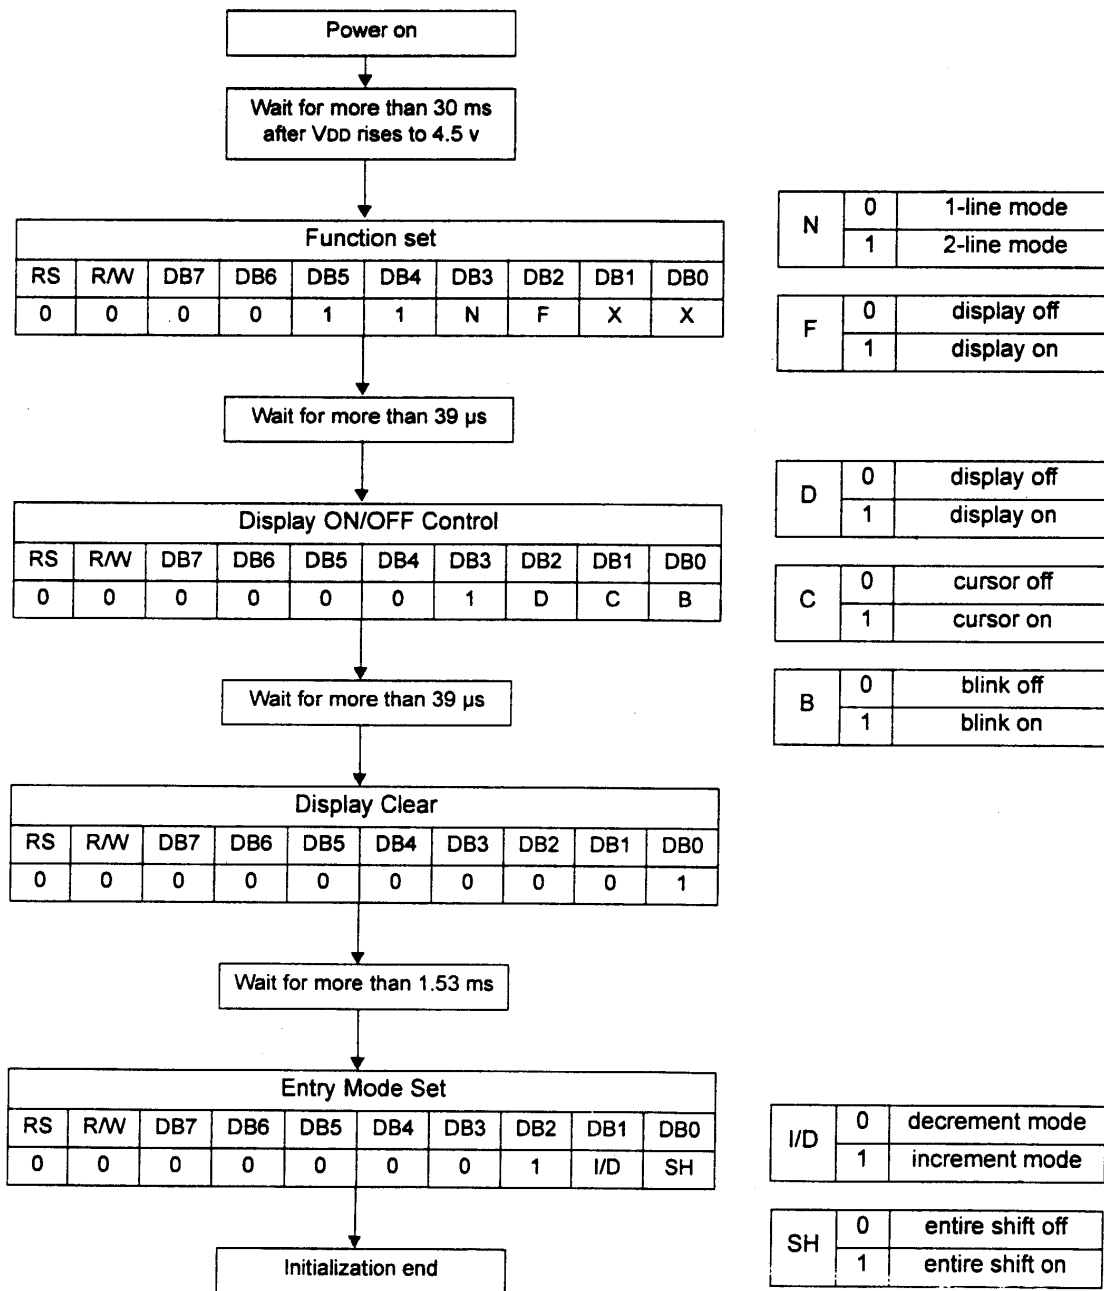 Power on
Wait for more than 30 ms
after VDD rises to 4.5 v
Function set
RS R/W DB7 DB6 DB5 DB4 DB3 DB2 DB1 DB0
0 0 0 0 1 1 N F X X
N 0 1-line mode
1 2-line mode
F 0 display off
1 display on
Wait for more than 39 µs
Display ON/OFF Control
RS R/W DB7 DB6 DB5 DB4 DB3 DB2 DB1 DB0
0 0 0 0 0 0 1 D C B
D 0 display off
1 display on
C 0 cursor off
1 cursor on
B 0 blink off
1 blink on
Wait for more than 39 µs
Display Clear
RS R/W DB7 DB6 DB5 DB4 DB3 DB2 DB1 DB0
0 0 0 0 0 0 0 0 0 1
Wait for more than 1.53 ms
Entry Mode Set
RS R/W DB7 DB6 DB5 DB4 DB3 DB2 DB1 DB0
0 0 0 0 0 0 0 1 I/D SH
I/D 0 decrement mode
1 increment mode
SH 0 entire shift off
1 entire shift on
Initialization end